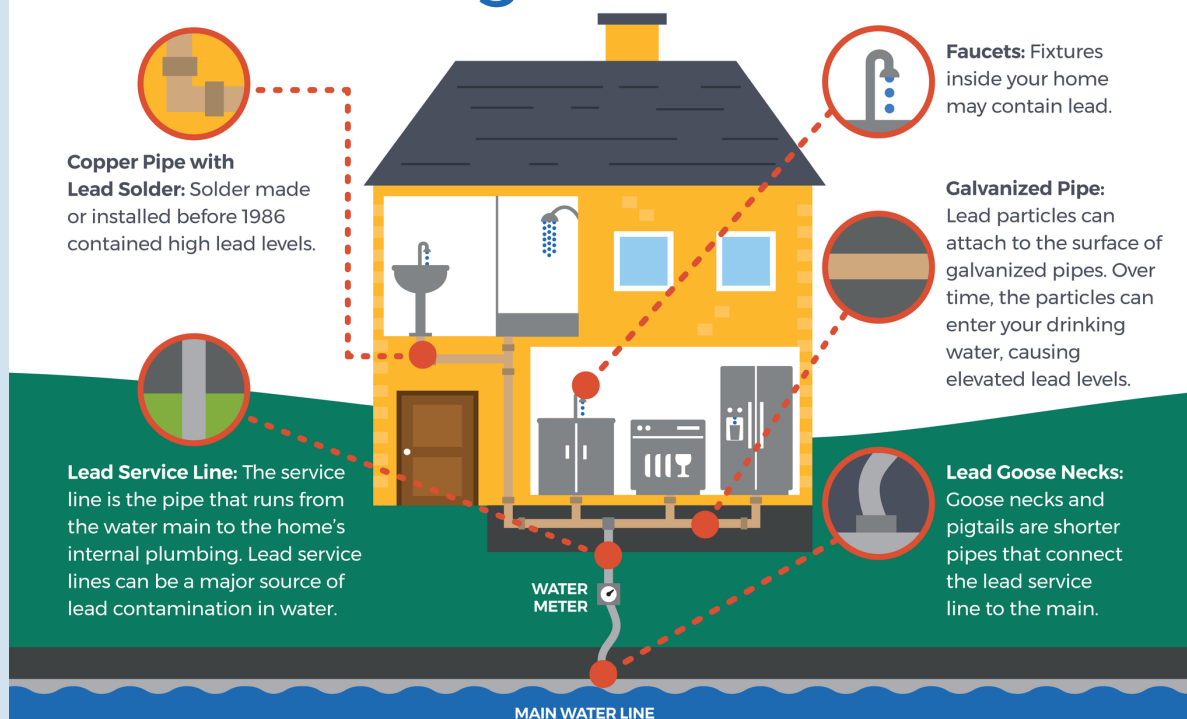 Copper Pipe with
Lead Solder: Solder made
or installed before 1986
contained high lead levels.
Faucets: Fixtures
inside your home
may contain lead.
Galvanized Pipe:
Lead particles can
attach to the surface of
galvanized pipes. Over
time, the particles can
enter your drinking
water, causing
elevated lead levels.
Lead Service Line: The service
line is the pipe that runs from
the water main to the home’s
internal plumbing. Lead service
lines can be a major source of
lead contamination in water.
Lead Goose Necks:
Goose necks and
pigtails are shorter
pipes that connect
the lead service
line to the main.
WATER
METER
MAIN WATER LINE